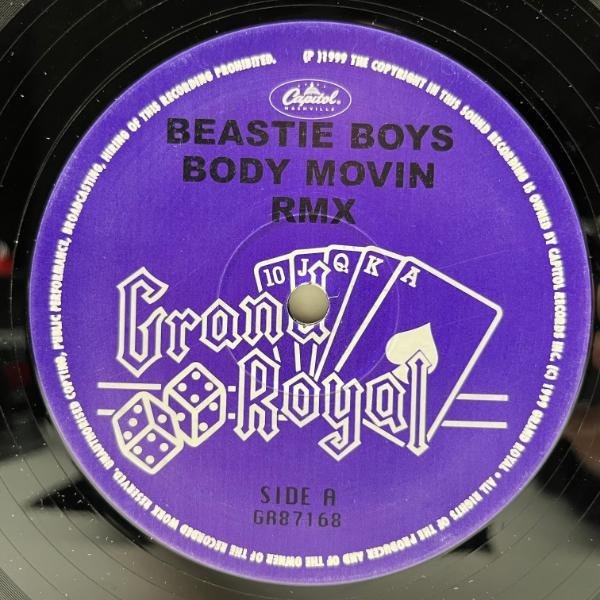 (P)1999 THE COPYRIGHT IN THIS SOUND RECORDING IS OWNED BY CAPITOL RECORDS INC. (C) 1999 GRAND ROYAL • ALL RIGHTS OF THE PRODUCER AND OF THE OWNER OF THE RECORDED WORK RESERVED. UNAUTHORIZED COPYING, PUBLIC PERFORMANCE, BROADCASTING, HIRING OF THIS RECORDING PROHIBITED.
Capitol
NASHVILLE
BEASTIE BOYS
BODY MOVIN
RMX
10 J Q K A
Grand
Royal
SIDE A
GR87168